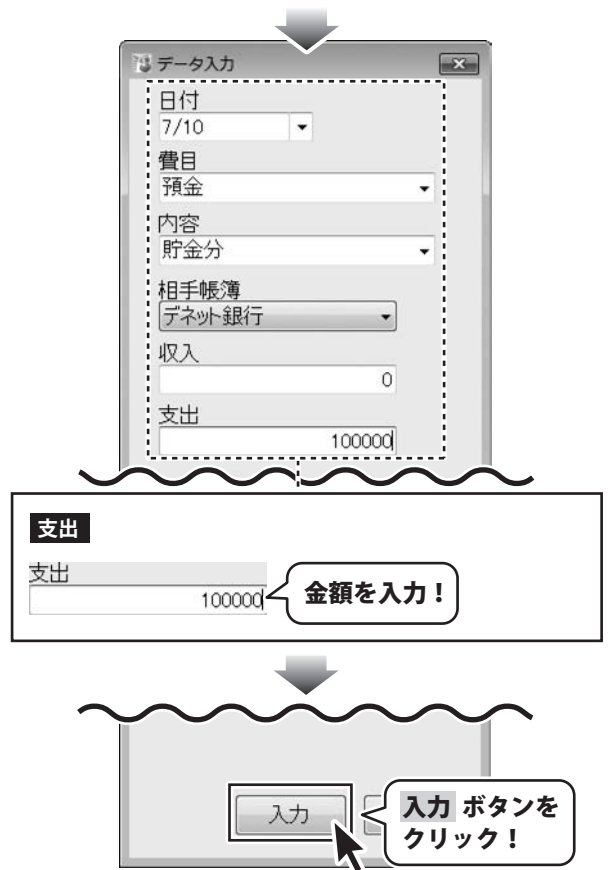 データ入力
日付
7/10
費目
預金
内容
貯金分
相手帳簿
デネット銀行
収入
0
支出
100000
支出
支出
100000
金額を入力！
入力
入力 ボタンを
クリック！